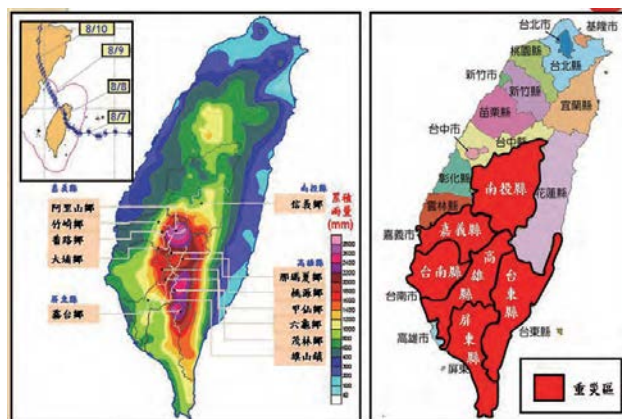 8/10
8/9
8/8
8/7
嘉義縣
阿里山鄉
竹崎鄉
番路鄉
大埔鄉
屏東縣
霧台鄉
南投縣
信義鄉
高雄縣
那瑪夏鄉
桃源鄉
甲仙鄉
六龜鄉
茂林鄉
旗山鎮
累積
雨量
(mm)
台北市
基隆市
桃園縣
台北縣
新竹市
新竹縣
宜蘭縣
苗栗縣
台中市
台中縣
彰化縣
南投縣
花蓮縣
雲林縣
嘉義市
嘉義縣
台南縣
高雄縣
台東縣
台南市
屏東縣
高雄市
台東縣
屏東
重災區